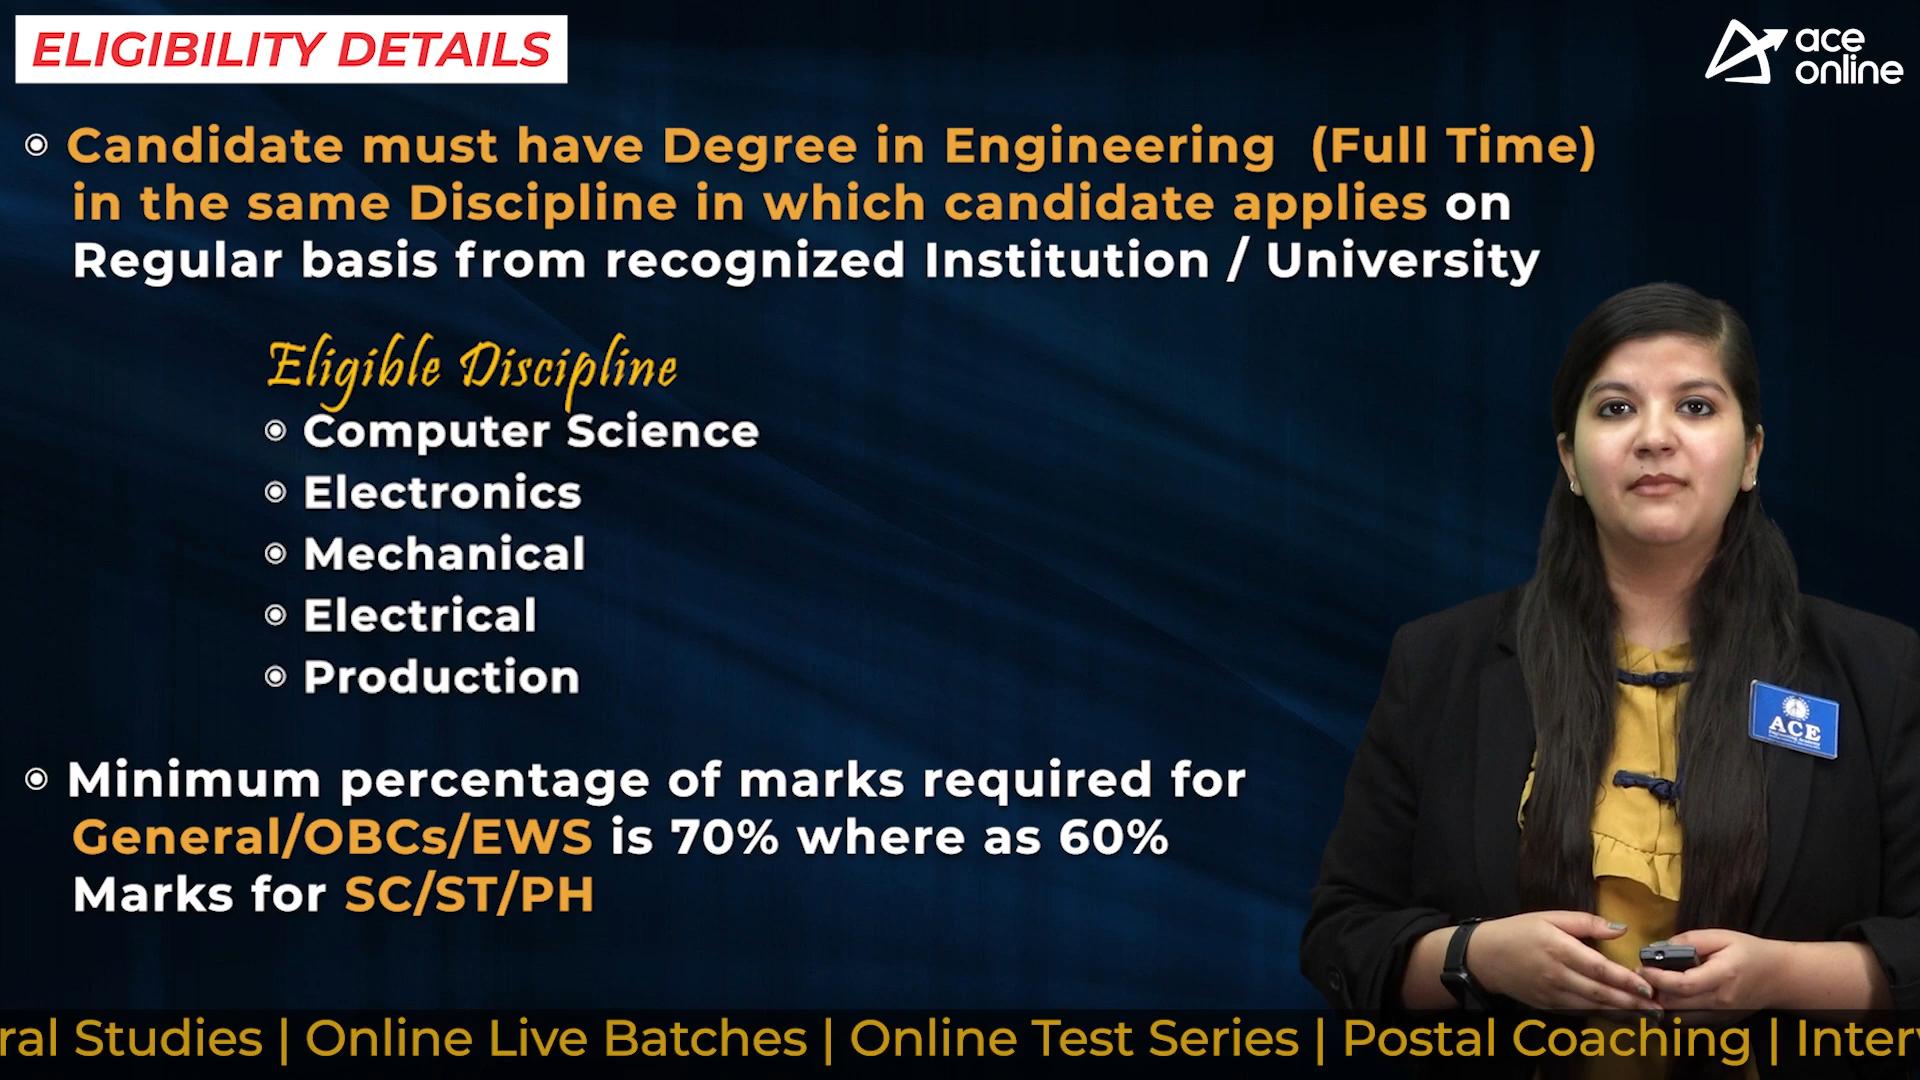 ELIGIBILITY DETAILS
ace
online
Candidate must have Degree in Engineering (Full Time)
in the same Discipline in which candidate applies on
Regular basis from recognized Institution / University
Eligible Discipline
Computer Science
Electronics
Mechanical
Electrical
Production
ACE
Minimum percentage of marks required for
General/OBCs/EWS is 70% where as 60%
Marks for SC/ST/PH
ral Studies | Online Live Batches | Online Test Series | Postal Coaching | Inter